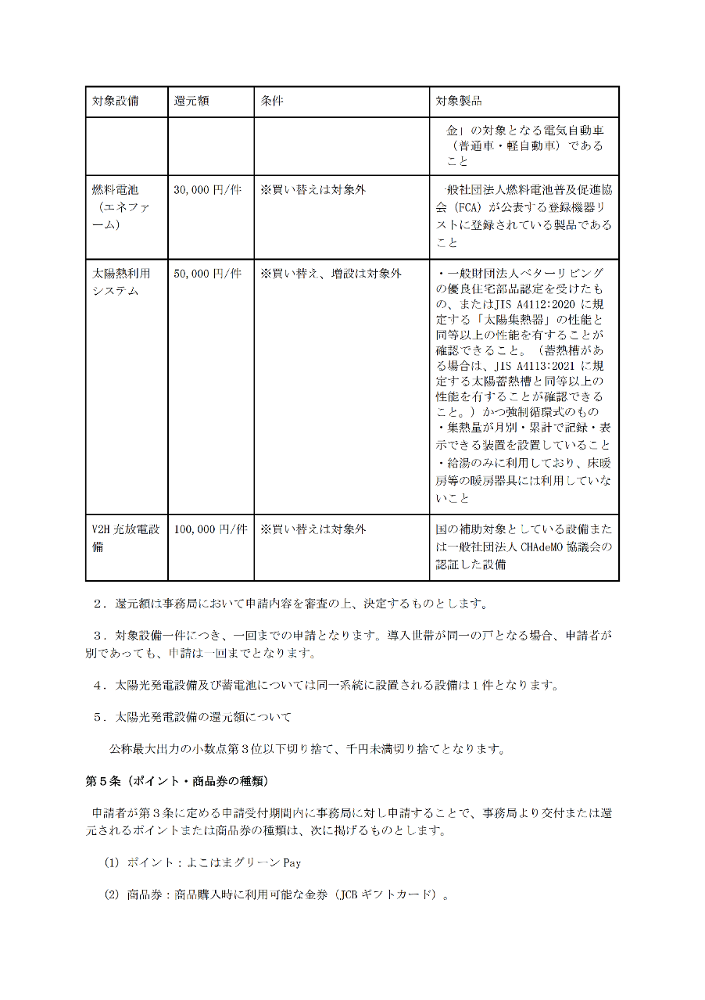 対象設備 還元額 条件 対象製品
金」の対象となる電気自動車
（普通車・軽自動車）である
こと
燃料電池
（エネファ
ーム）
30,000 円/件
※買い替えは対象外
一般社団法人燃料電池普及促進協
会（FCA）が公表する登録機器リ
ストに登録されている製品である
こと
太陽熱利用
システム
50,000 円/件
※買い替え、増設は対象外
・一般財団法人ベターリビング
の優良住宅部品認定を受けたも
の、またはJIS A4112:2020 に規
定する「太陽集熱器」の性能と
同等以上の性能を有することが
確認できること。（蓄熱槽があ
る場合は、JIS A4113:2021 に規
定する太陽蓄熱槽と同等以上の
性能を有することが確認できる
こと。）かつ強制循環式のもの
・集熱量が月別・累計で記録・表
示できる装置を設置していること
・給湯のみに利用しており、床暖
房等の暖房器具には利用していな
いこと
V2H 充放電設
備
100,000 円/件
※買い替えは対象外
国の補助対象としている設備また
は一般社団法人 CHAdeMO 協議会の
認証した設備
２．還元額は事務局において申請内容を審査の上、決定するものとします。
３．対象設備一件につき、一回までの申請となります。導入世帯が同一の戸となる場合、申請者が
別であっても、申請は一回までとなります。
４．太陽光発電設備及び蓄電池については同一系統に設置される設備は１件となります。
５．太陽光発電設備の還元額について
公称最大出力の小数点第３位以下切り捨て、千円未満切り捨てとなります。
第５条（ポイント・商品券の種類）
申請者が第３条に定める申請受付期間内に事務局に対し申請することで、事務局より交付または還
元されるポイントまたは商品券の種類は、次に掲げるものとします。
(1) ポイント：よこはまグリーン Pay
(2) 商品券：商品購入時に利用可能な金券（JCB ギフトカード）。